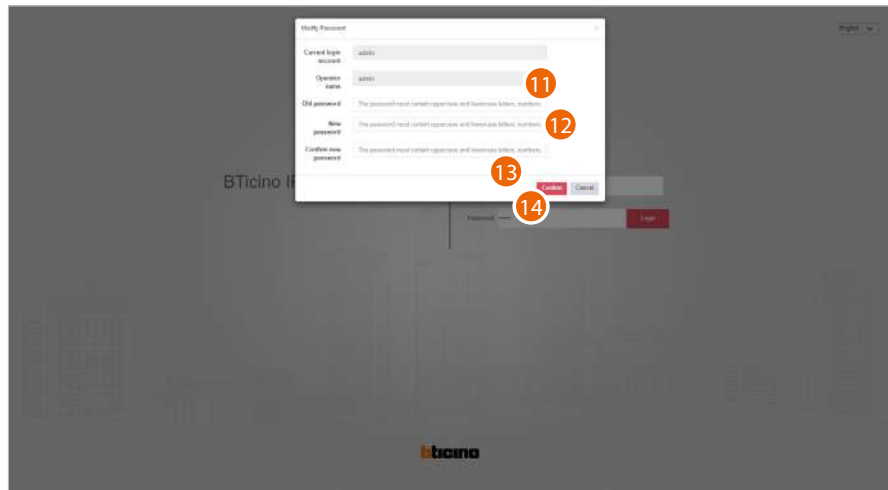 Modify Password
English
Current login account
admin
Operator name
admin
11
Old password
The password must contain uppercase and lowercase letters, numbers,
New password
The password must contain uppercase and lowercase letters, numbers,
12
Confirm new password
The password must contain uppercase and lowercase letters, numbers,
13
BTicino IP
Confirm
Cancel
14
Password
Login
bticino